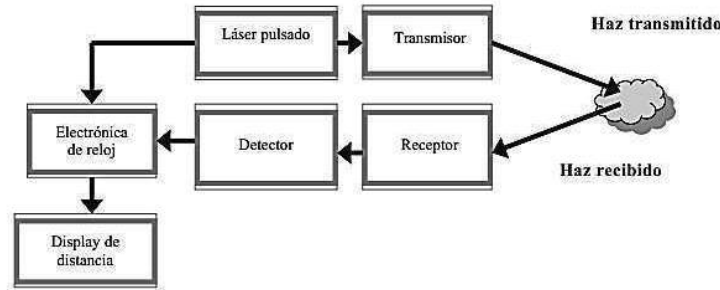 Láser pulsado
Transmisor
Haz transmitido
Electrónica
de reloj
Detector
Receptor
Haz recibido
Display de
distancia